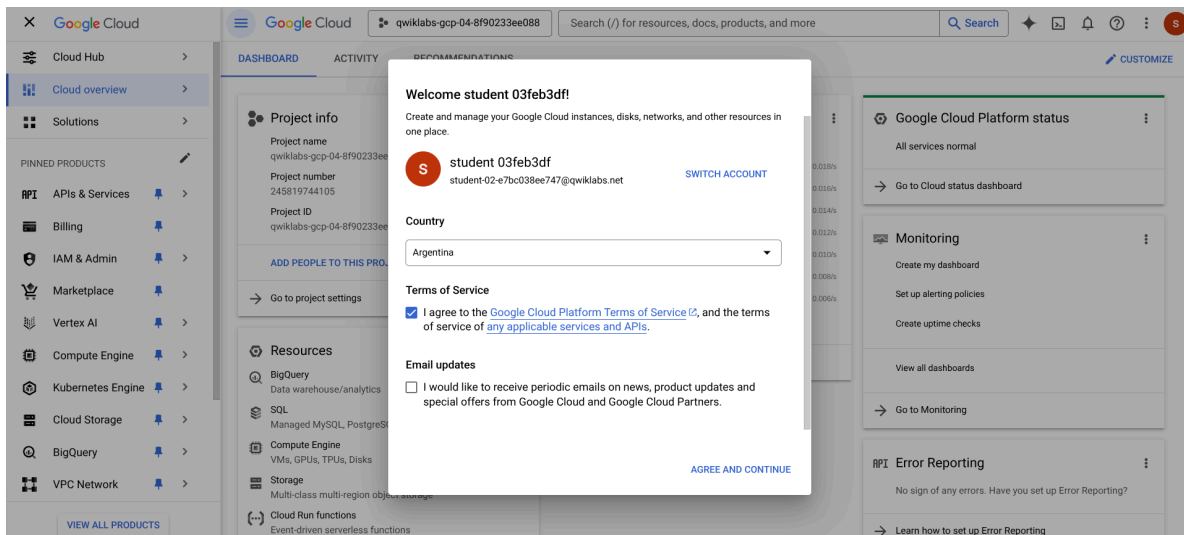 Google Cloud
Cloud Hub
Cloud overview
Solutions
PINNED PRODUCTS
API APIs & Services
Billing
IAM & Admin
Marketplace
Vertex AI
Compute Engine
Kubernetes Engine
Cloud Storage
BigQuery
VPC Network
VIEW ALL PRODUCTS
Google Cloud
qwiklabs-gcp-04-8f90233ee088
Search (/) for resources, docs, products, and more
Search
S
DASHBOARD ACTIVITY RECOMMENDATIONS
CUSTOMIZE
Project info
Project name
qwiklabs-gcp-04-8f90233ee
Project number
245819744105
Project ID
qwiklabs-gcp-04-8f90233ee
ADD PEOPLE TO THIS PROJ
Go to project settings
Resources
BigQuery
Data warehouse/analytics
SQL
Managed MySQL, PostgreSQ
Compute Engine
VMs, GPUs, TPUs, Disks
Storage
Multi-class multi-region object storage
Cloud Run functions
Event-driven serverless functions
Welcome student 03feb3df!
Create and manage your Google Cloud instances, disks, networks, and other resources in
one place.
S
student 03feb3df
student-02-e7bc038ee747@qwiklabs.net
SWITCH ACCOUNT
Country
Argentina
Terms of Service
I agree to the Google Cloud Platform Terms of Service, and the terms
of service of any applicable services and APIs.
Email updates
I would like to receive periodic emails on news, product updates and
special offers from Google Cloud and Google Cloud Partners.
AGREE AND CONTINUE
0.018/s
0.016/s
0.014/s
0.012/s
0.010/s
0.008/s
0.006/s
Google Cloud Platform status
All services normal
Go to Cloud status dashboard
Monitoring
Create my dashboard
Set up alerting policies
Create uptime checks
View all dashboards
Go to Monitoring
API Error Reporting
No sign of any errors. Have you set up Error Reporting?
Learn how to set up Error Reporting